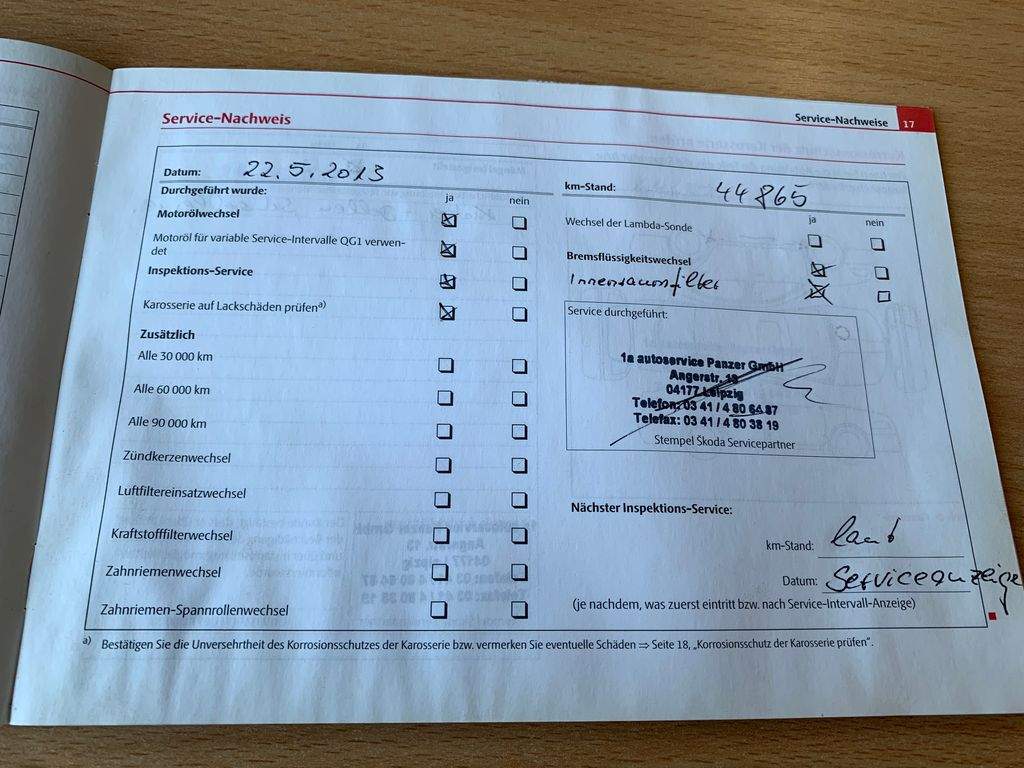 Service-Nachweis
Service-Nachweise 17
Datum: 22.5.2013
Durchgeführt wurde: ja nein
Motorölwechsel
Motoröl für variable Service-Intervalle QG1 verwen-
det
Inspektions-Service
Karosserie auf Lackschäden prüfen a)
Zusätzlich
Alle 30 000 km
Alle 60 000 km
Alle 90 000 km
Zündkerzenwechsel
Luftfiltereinsatzwechsel
Kraftstofffilterwechsel
Zahnriemenwechsel
Zahnriemen-Spannrollenwechsel
km-Stand: 44865
ja nein
Wechsel der Lambda-Sonde
Bremsflüssigkeitswechsel
Innenraumfilter
Service durchgeführt:
1a autoservice Panzer GmbH
Angerstr. 13
04177 Leipzig
Telefon: 03 41 / 4 80 64 87
Telefax: 03 41 / 4 80 38 19
Stempel Škoda Servicepartner
Nächster Inspektions-Service:
km-Stand: laut
Datum: Serviceanzeige
(je nachdem, was zuerst eintritt bzw. nach Service-Intervall-Anzeige)
a) Bestätigen Sie die Unversehrtheit des Korrosionsschutzes der Karosserie bzw. vermerken Sie eventuelle Schäden ⇒ Seite 18, „Korrosionsschutz der Karosserie prüfen“.